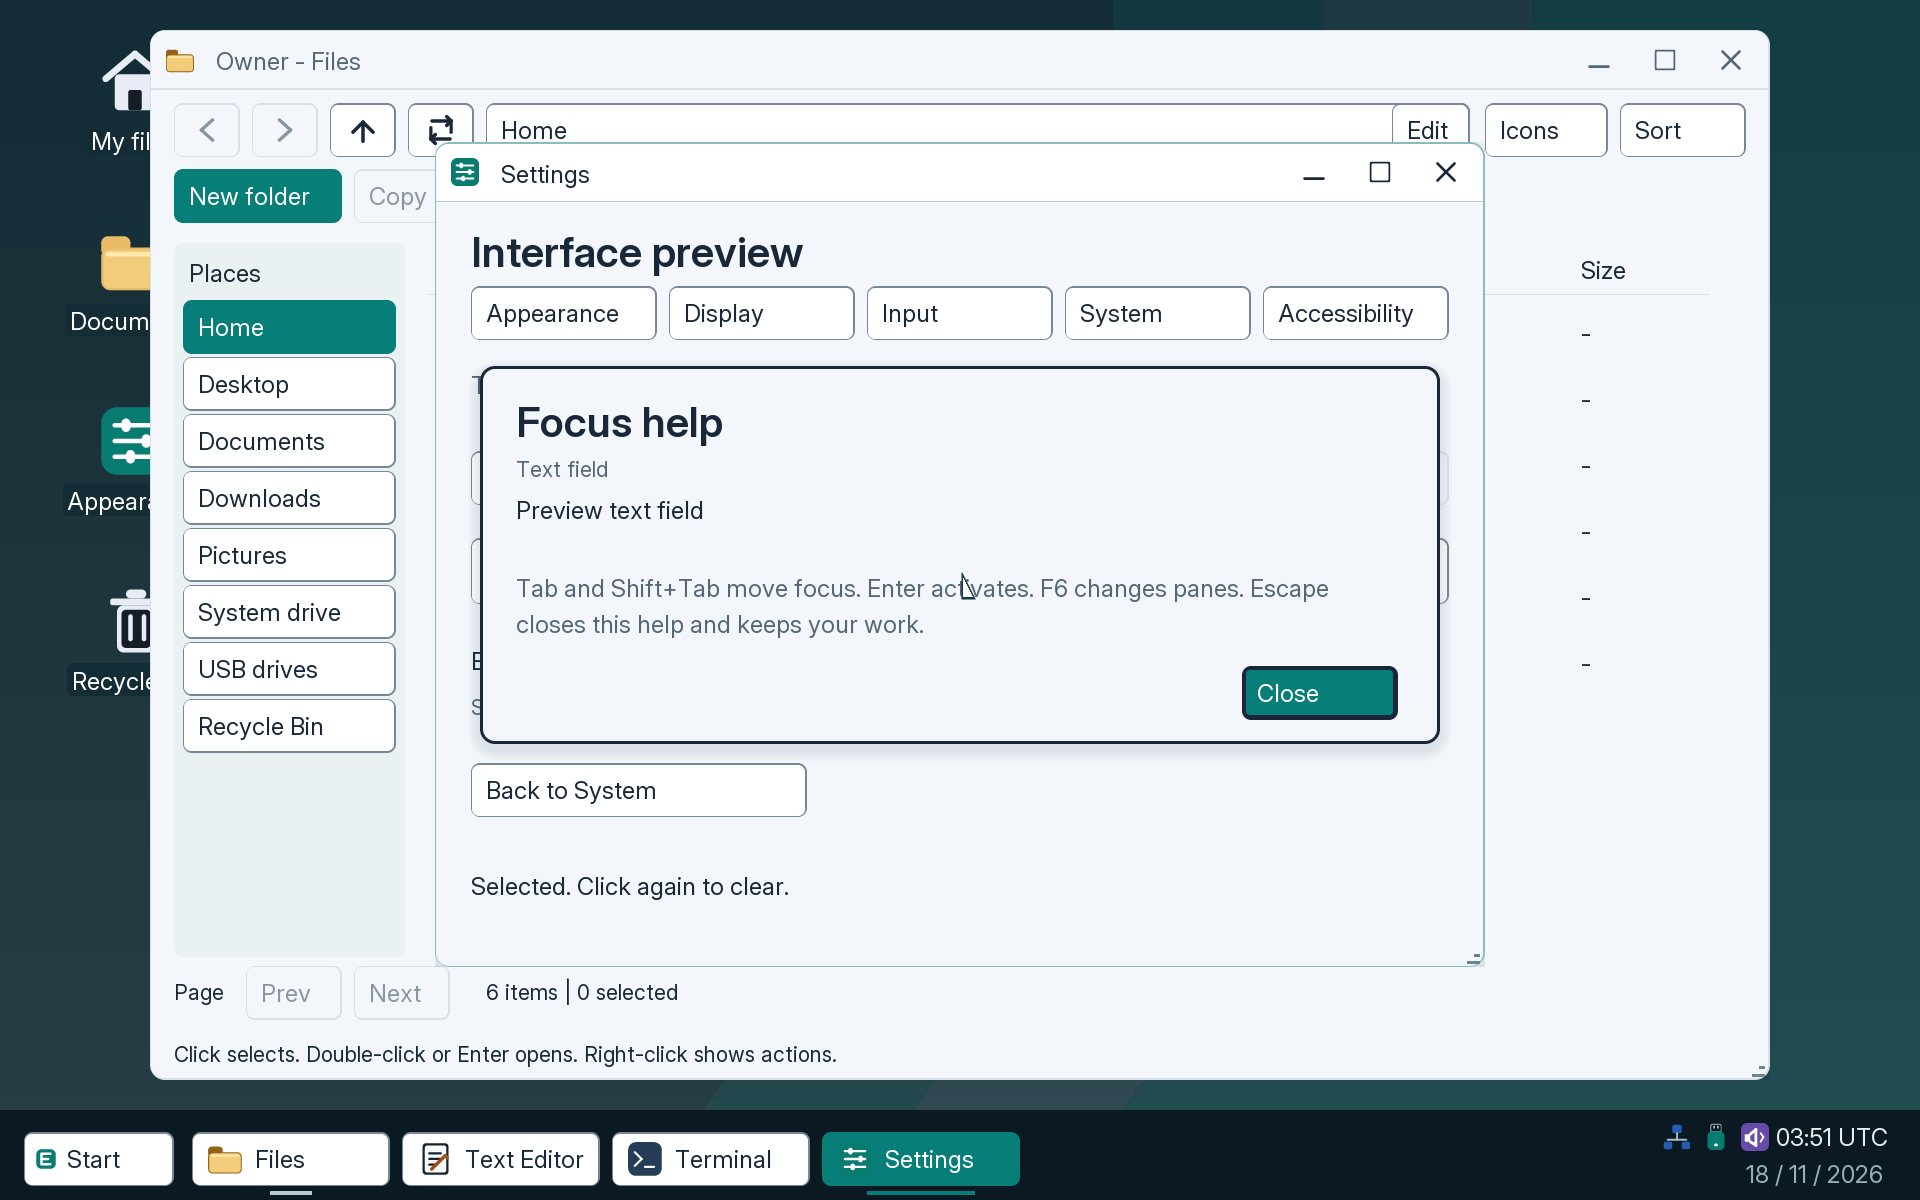 Owner - Files
My fil
Home
Edit
Icons
Sort
New folder
Copy
Settings
Interface preview
Appearance
Display
Input
System
Accessibility
Places
Home
Desktop
Documents
Downloads
Pictures
System drive
USB drives
Recycle Bin
Size
-
-
-
-
-
-
Docum
Appeara
Recycle
Focus help
Text field
Preview text field
Tab and Shift+Tab move focus. Enter activates. F6 changes panes. Escape
closes this help and keeps your work.
Close
Back to System
Selected. Click again to clear.
Page
Prev
Next
6 items | 0 selected
Click selects. Double-click or Enter opens. Right-click shows actions.
Start
Files
Text Editor
Terminal
Settings
03:51 UTC
18 / 11 / 2026